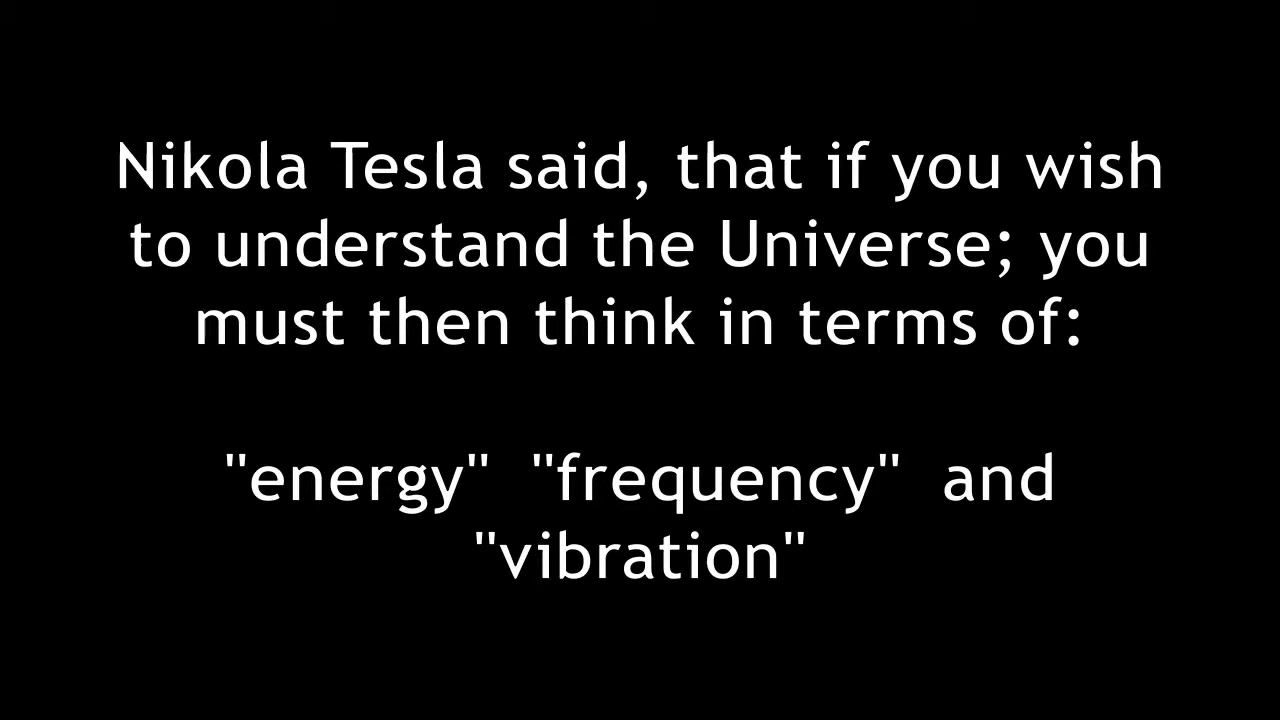 Nikola Tesla said, that if you wish
to understand the Universe; you
must then think in terms of:
"energy"  "frequency"  and
"vibration"